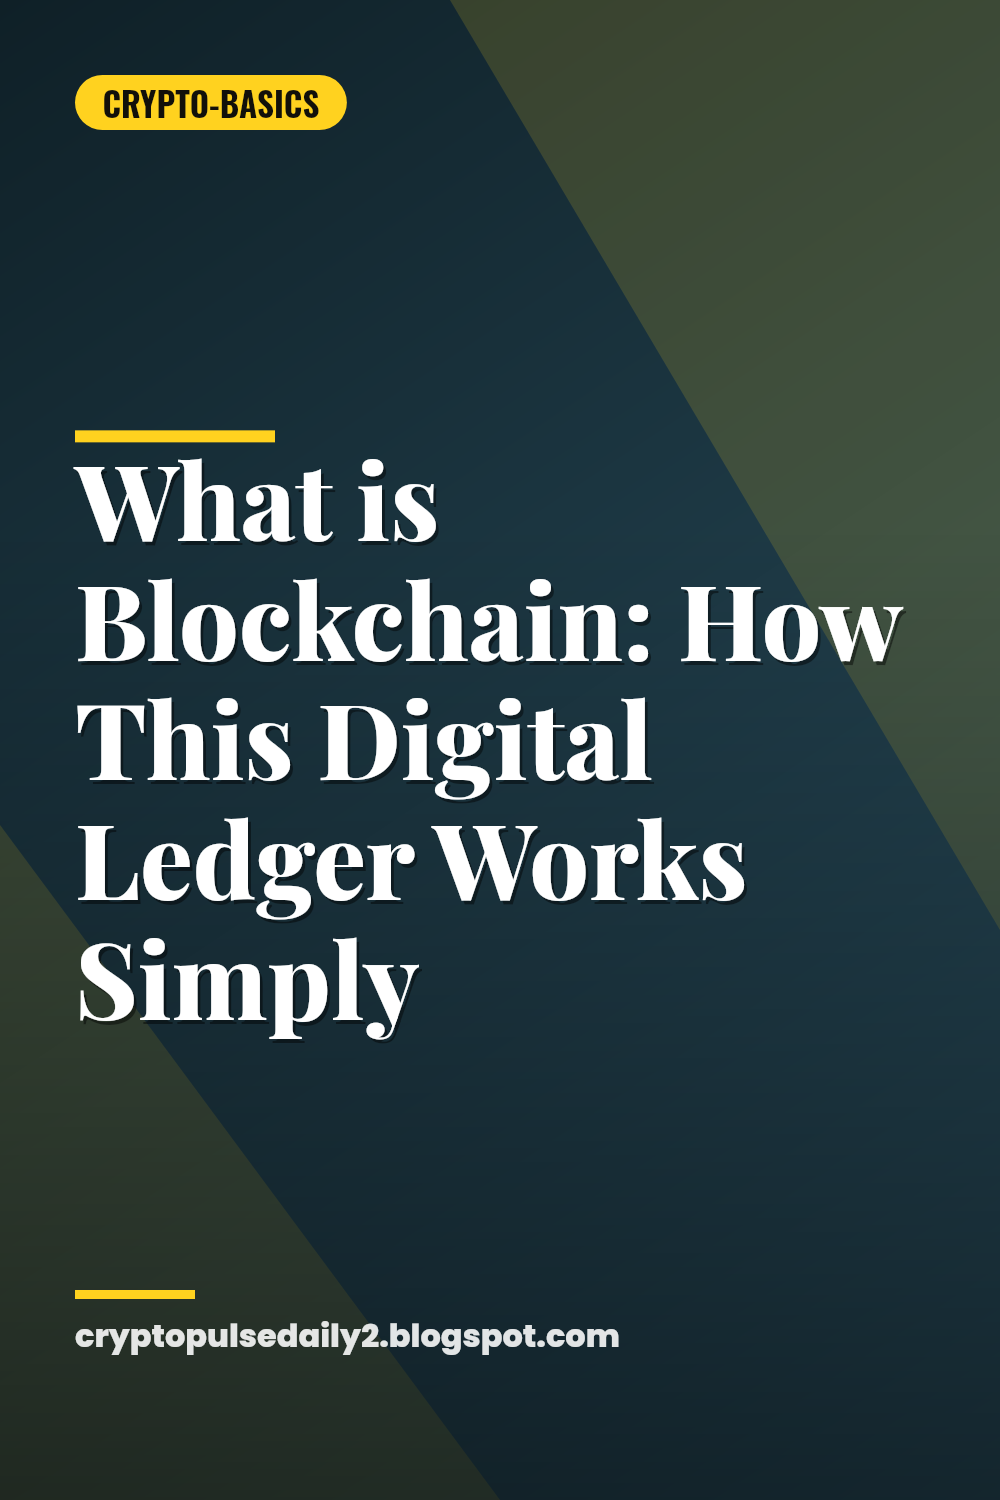 CRYPTO-BASICS
What is
Blockchain: How
This Digital
Ledger Works
Simply
cryptopulsedaily2.blogspot.com